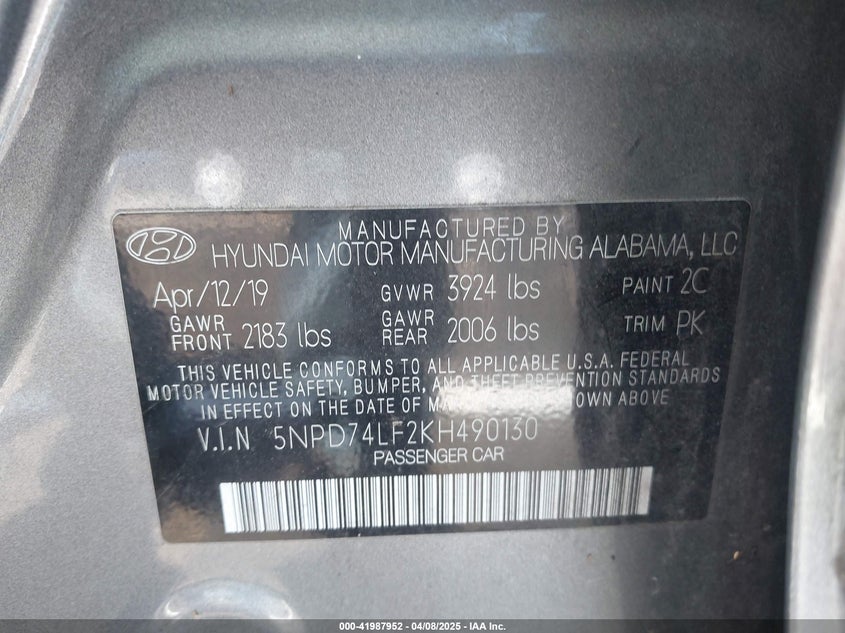 MANUFACTURED BY
HYUNDAI MOTOR MANUFACTURING ALABAMA, LLC
Apr/12/19 GVWR 3924 lbs PAINT 2C
GAWR FRONT 2183 lbs GAWR REAR 2006 lbs TRIM PK
THIS VEHICLE CONFORMS TO ALL APPLICABLE U.S.A. FEDERAL
MOTOR VEHICLE SAFETY, BUMPER, AND THEFT PREVENTION STANDARDS
IN EFFECT ON THE DATE OF MANUFACTURE SHOWN ABOVE
V.I.N 5NPD74LF2KH490130
PASSENGER CAR
000-41987952 | 04/08/2025 - IAA Inc.